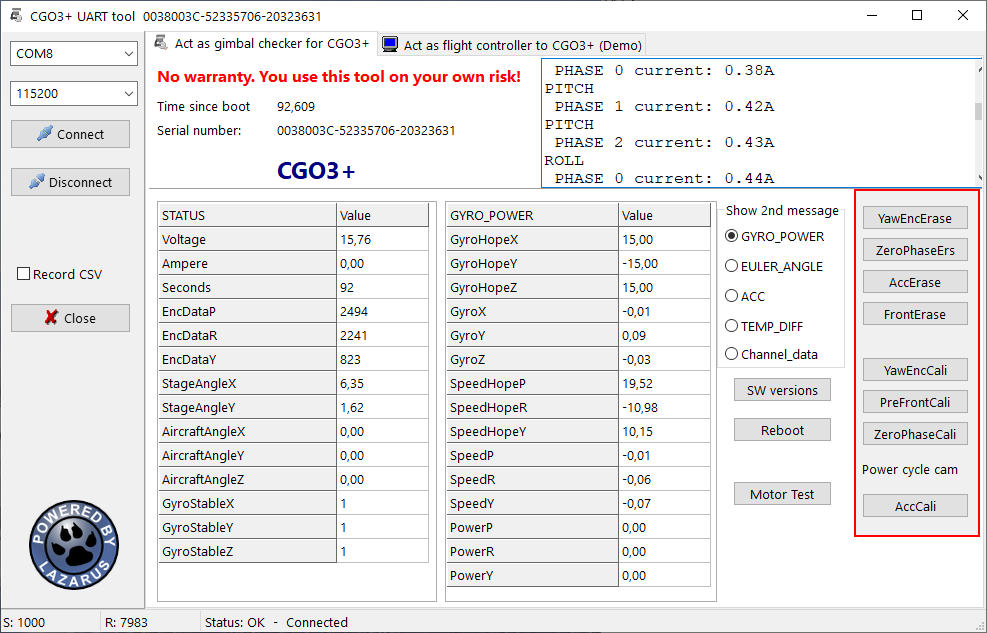 CGO3+ UART tool 0038003C-52335706-20323631
COM8
115200
Connect
Disconnect
Record CSV
Close
POWERED BY
LAZARUS
Act as gimbal checker for CGO3+
Act as flight controller to CGO3+ (Demo)
No warranty. You use this tool on your own risk!
Time since boot 92,609
Serial number: 0038003C-52335706-20323631
CGO3+
PHASE 0 current: 0.38A
PITCH
PHASE 1 current: 0.42A
PITCH
PHASE 2 current: 0.43A
ROLL
PHASE 0 current: 0.44A
STATUS Value
Voltage 15,76
Ampere 0,00
Seconds 92
EncDataP 2494
EncDataR 2241
EncDataY 823
StageAngleX 6,35
StageAngleY 1,62
AircraftAngleX 0,00
AircraftAngleY 0,00
AircraftAngleZ 0,00
GyroStableX 1
GyroStableY 1
GyroStableZ 1
GYRO_POWER Value
GyroHopeX 15,00
GyroHopeY -15,00
GyroHopeZ 15,00
GyroX -0,01
GyroY 0,09
GyroZ -0,03
SpeedHopeP 19,52
SpeedHopeR -10,98
SpeedHopeY 10,15
SpeedP -0,01
SpeedR -0,06
SpeedY -0,07
PowerP 0,00
PowerR 0,00
PowerY 0,00
Show 2nd message
GYRO_POWER
EULER_ANGLE
ACC
TEMP_DIFF
Channel_data
SW versions
Reboot
Motor Test
YawEncErase
ZeroPhaseErs
AccErase
FrontErase
YawEncCali
PreFrontCali
ZeroPhaseCali
Power cycle cam
AccCali
S: 1000
R: 7983
Status: OK - Connected